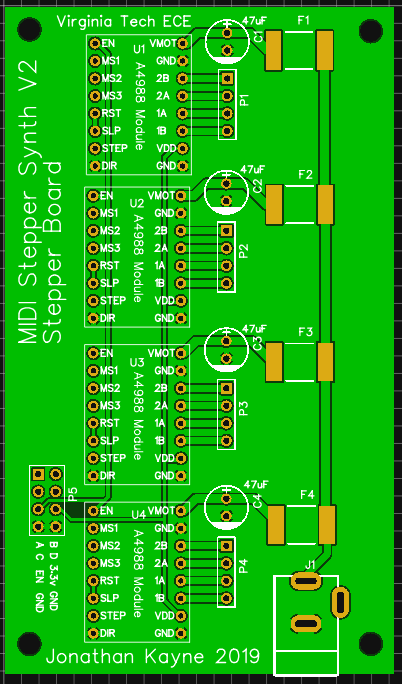 Virginia Tech ECE
MIDI Stepper Synth V2
Stepper Board
47uF
C1
F1
EN VMOT
MS1 GND
MS2 2B
MS3 2A
RST 1A
SLP 1B
STEP VDD
DIR GND
U1
A4988 Module
P1
47uF
C2
F2
EN VMOT
MS1 GND
MS2 2B
MS3 2A
RST 1A
SLP 1B
STEP VDD
DIR GND
U2
A4988 Module
P2
47uF
C3
F3
EN VMOT
MS1 GND
MS2 2B
MS3 2A
RST 1A
SLP 1B
STEP VDD
DIR GND
U3
A4988 Module
P3
47uF
C4
F4
EN VMOT
MS1 GND
MS2 2B
MS3 2A
RST 1A
SLP 1B
STEP VDD
DIR GND
U4
A4988 Module
P4
P5
A C EN GND
B D 3.3v GND
J1
Jonathan Kayne 2019